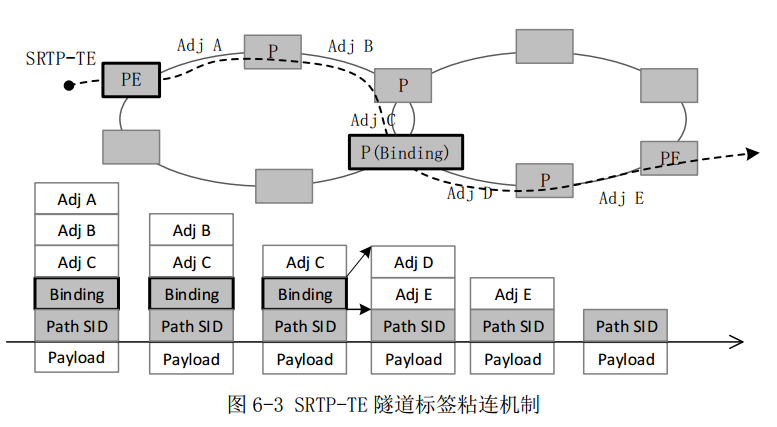 Adj A
Adj B
SRTP-TE
P
PE
P
Adj C
P(Binding)
PE
P
Adj D
Adj E
Adj A
Adj B
Adj B
Adj C
Adj C
Adj C
Adj D
Binding
Binding
Binding
Adj E
Adj E
Path SID
Path SID
Path SID
Path SID
Path SID
Path SID
Payload
Payload
Payload
Payload
Payload
Payload
图 6-3 SRTP-TE 隧道标签粘连机制